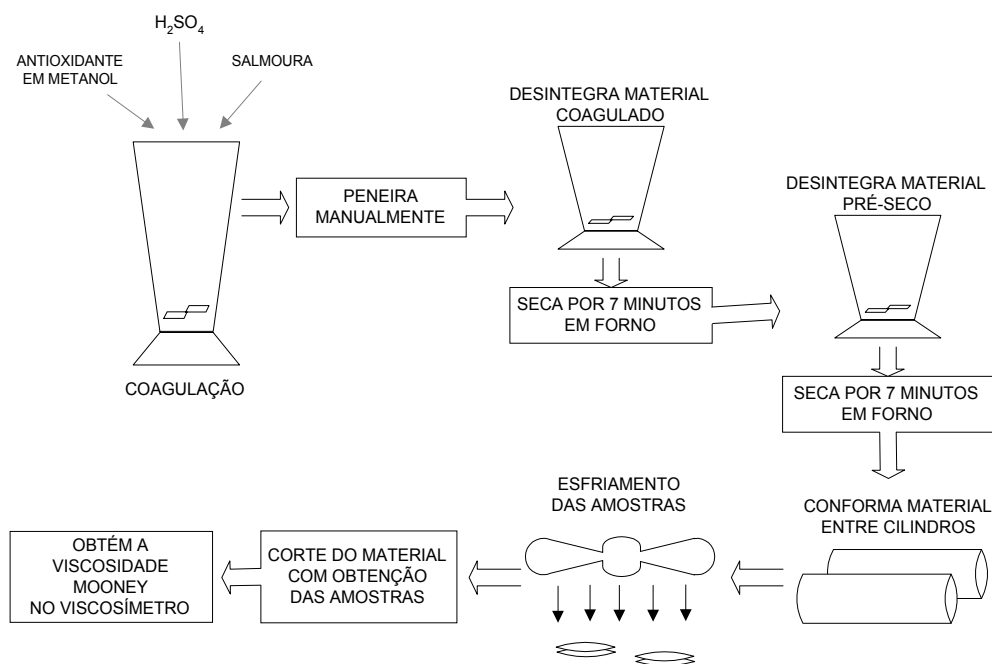 H₂SO₄
ANTIOXIDANTE
EM METANOL
SALMOURA
COAGULAÇÃO
PENEIRA
MANUALMENTE
DESINTEGRA MATERIAL
COAGULADO
SECA POR 7 MINUTOS
EM FORNO
DESINTEGRA MATERIAL
PRÉ-SECO
SECA POR 7 MINUTOS
EM FORNO
CONFORMA MATERIAL
ENTRE CILINDROS
ESFRIAMENTO
DAS AMOSTRAS
CORTE DO MATERIAL
COM OBTENÇÃO
DAS AMOSTRAS
OBTÉM A
VISCOSIDADE
MOONEY
NO VISCOSÍMETRO